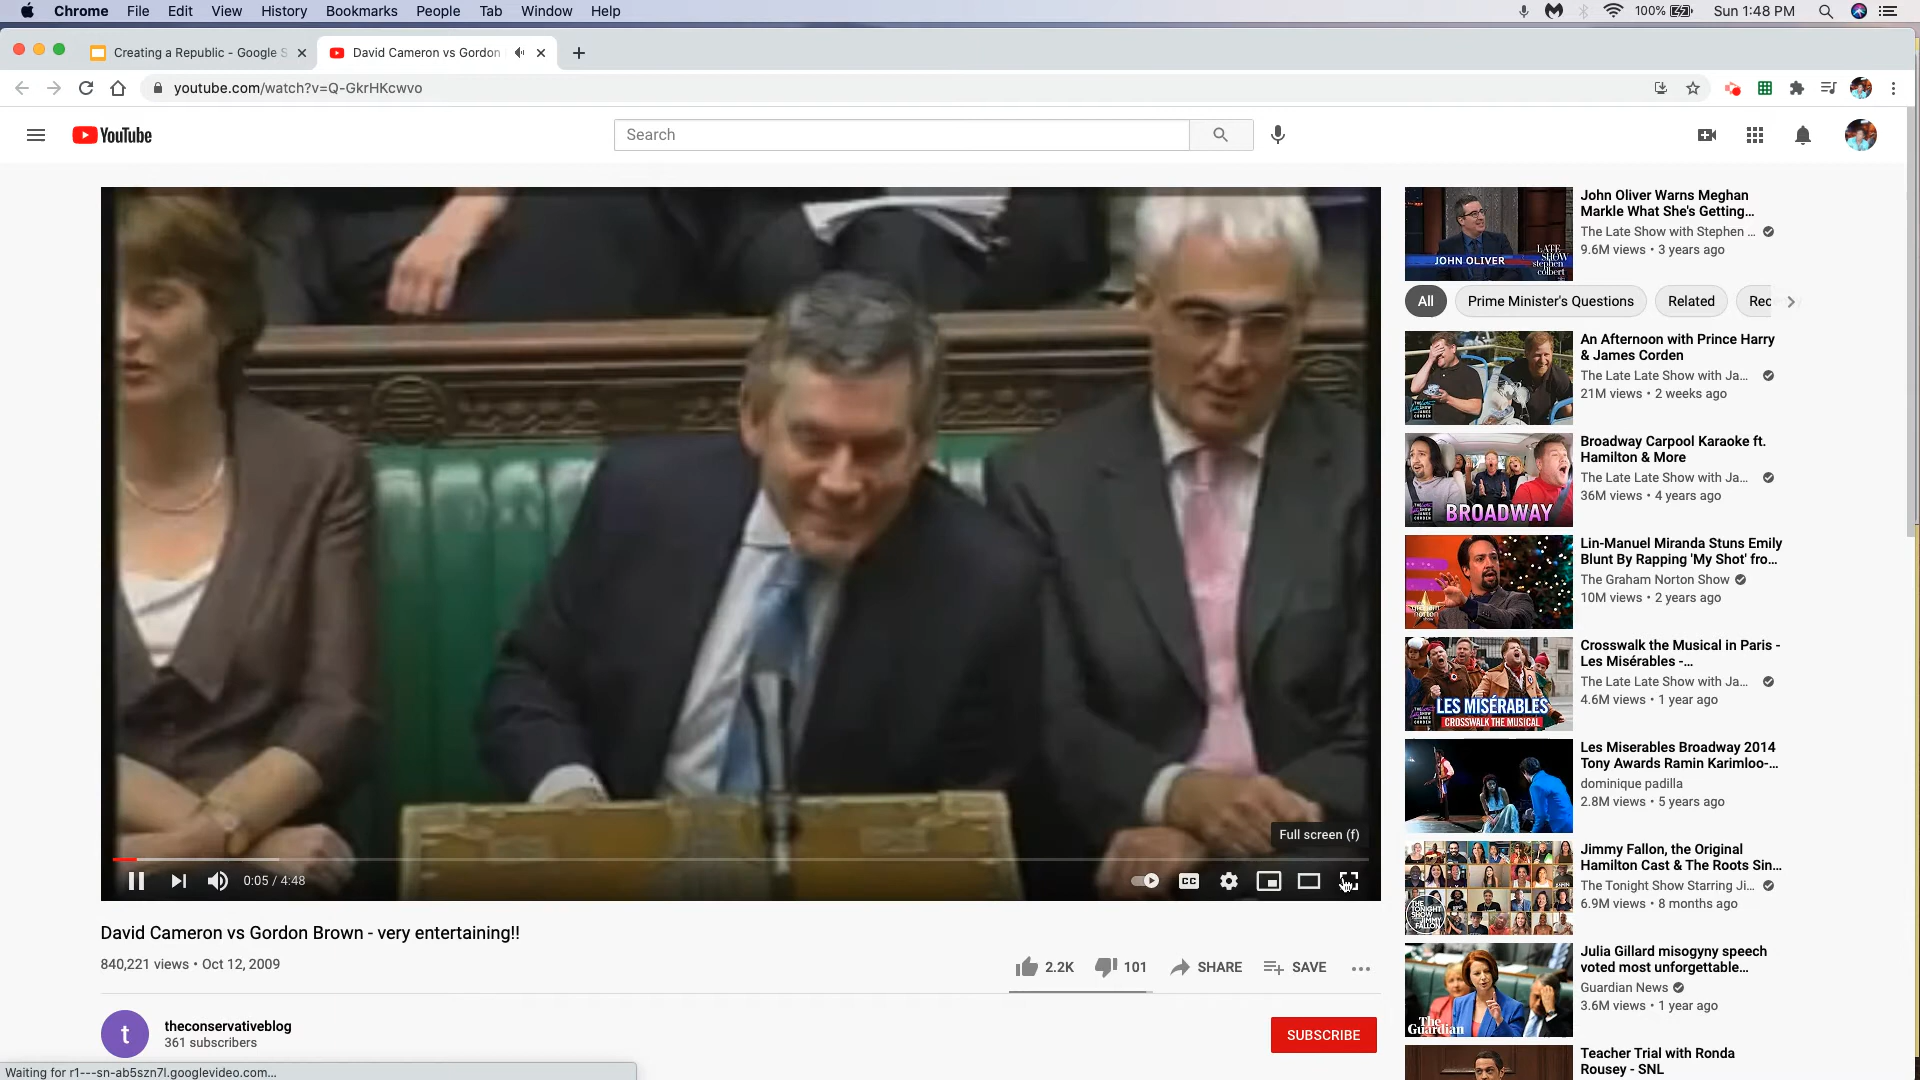 Chrome File Edit View History Bookmarks People Tab Window Help 100% Sun 1:48 PM
Creating a Republic - Google S
David Cameron vs Gordon
youtube.com/watch?v=Q-GkrHKcwvo
YouTube
Search
Full screen (f)
0:05 / 4:48
CC
David Cameron vs Gordon Brown - very entertaining!!
840,221 views • Oct 12, 2009
2.2K 101 SHARE SAVE
t
theconservativeblog
361 subscribers
SUBSCRIBE
Waiting for r1---sn-ab5szn7l.googlevideo.com...
JOHN OLIVER
LATE
SHOW
stephen
colbert
John Oliver Warns Meghan
Markle What She's Getting...
The Late Show with Stephen ...
9.6M views • 3 years ago
All Prime Minister's Questions Related Rec
An Afternoon with Prince Harry
& James Corden
The Late Late Show with Ja...
21M views • 2 weeks ago
BROADWAY
Broadway Carpool Karaoke ft.
Hamilton & More
The Late Late Show with Ja...
36M views • 4 years ago
Lin-Manuel Miranda Stuns Emily
Blunt By Rapping 'My Shot' fro...
The Graham Norton Show
10M views • 2 years ago
LES MISÉRABLES
CROSSWALK THE MUSICAL
Crosswalk the Musical in Paris -
Les Misérables -...
The Late Late Show with Ja...
4.6M views • 1 year ago
Les Miserables Broadway 2014
Tony Awards Ramin Karimloo-...
dominique padilla
2.8M views • 5 years ago
THE
TONIGHT
SHOW
JIMMY
FALLON
Jimmy Fallon, the Original
Hamilton Cast & The Roots Sin...
The Tonight Show Starring Ji...
6.9M views • 8 months ago
The
Guardian
Julia Gillard misogyny speech
voted most unforgettable...
Guardian News
3.6M views • 1 year ago
Teacher Trial with Ronda
Rousey - SNL